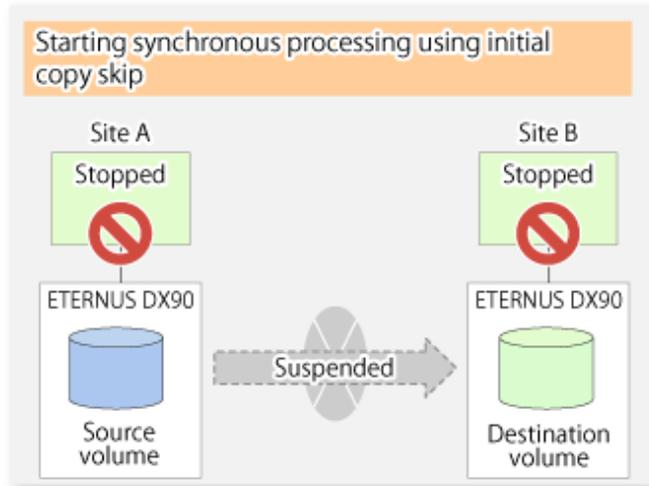 Starting synchronous processing using initial
copy skip
Site A
Site B
Stopped
Stopped
ETERNUS DX90
ETERNUS DX90
Suspended
Source
volume
Destination
volume